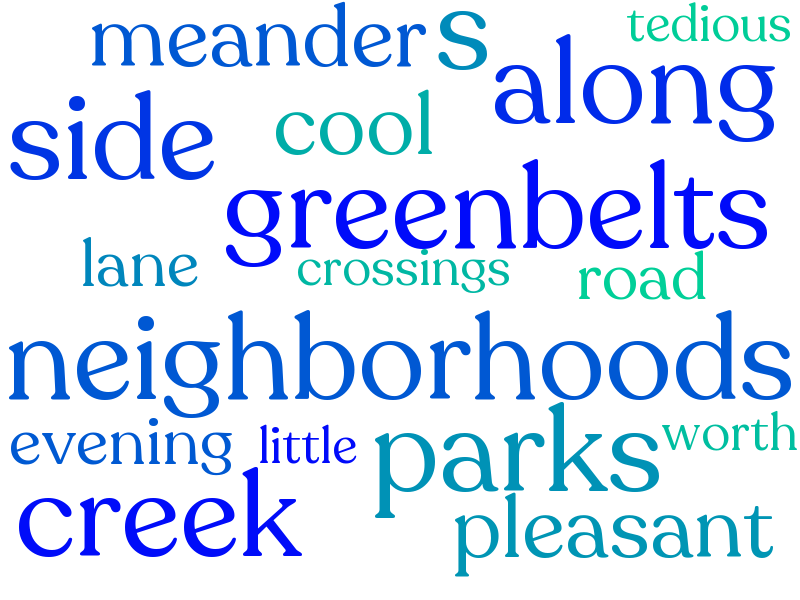 meander s tedious
side cool along
greenbelts
lane crossings road
neighborhoods
evening little parks worth
creek pleasant